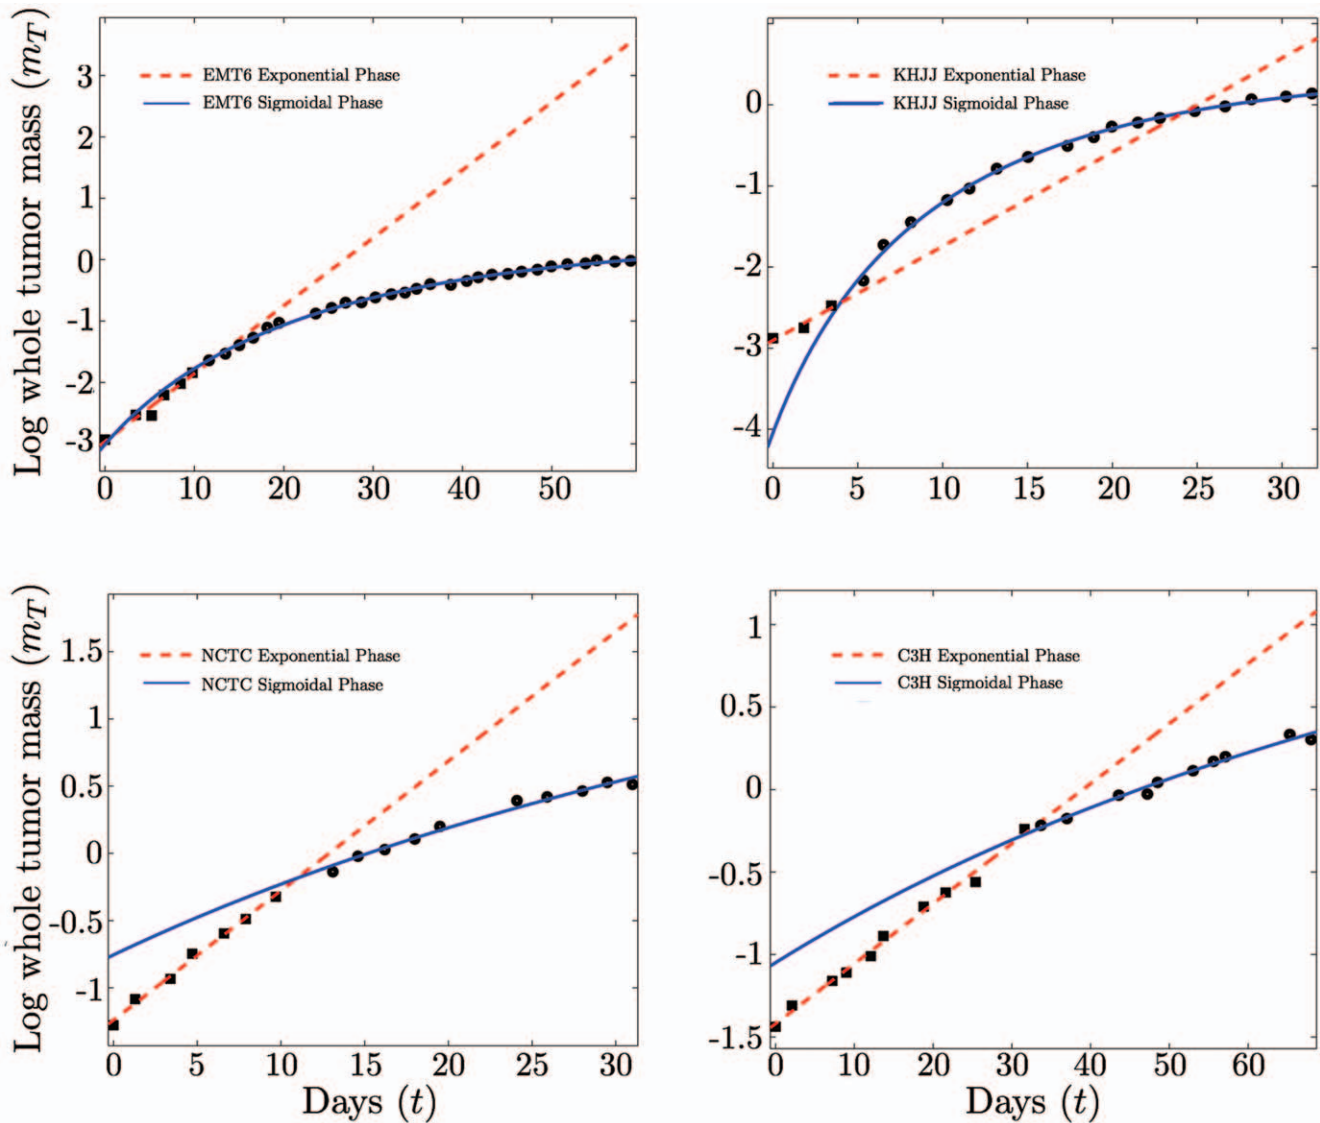 Log whole tumor mass (m_T)
3
2
1
0
-1
-2
-3
EMT6 Exponential Phase
EMT6 Sigmoidal Phase
0 10 20 30 40 50
0
-1
-2
-3
-4
KHJJ Exponential Phase
KHJJ Sigmoidal Phase
0 5 10 15 20 25 30
Log whole tumor mass (m_T)
1.5
1
0.5
0
-0.5
-1
NCTC Exponential Phase
NCTC Sigmoidal Phase
0 5 10 15 20 25 30
Days (t)
1
0.5
0
-0.5
-1
-1.5
C3H Exponential Phase
C3H Sigmoidal Phase
0 10 20 30 40 50 60
Days (t)